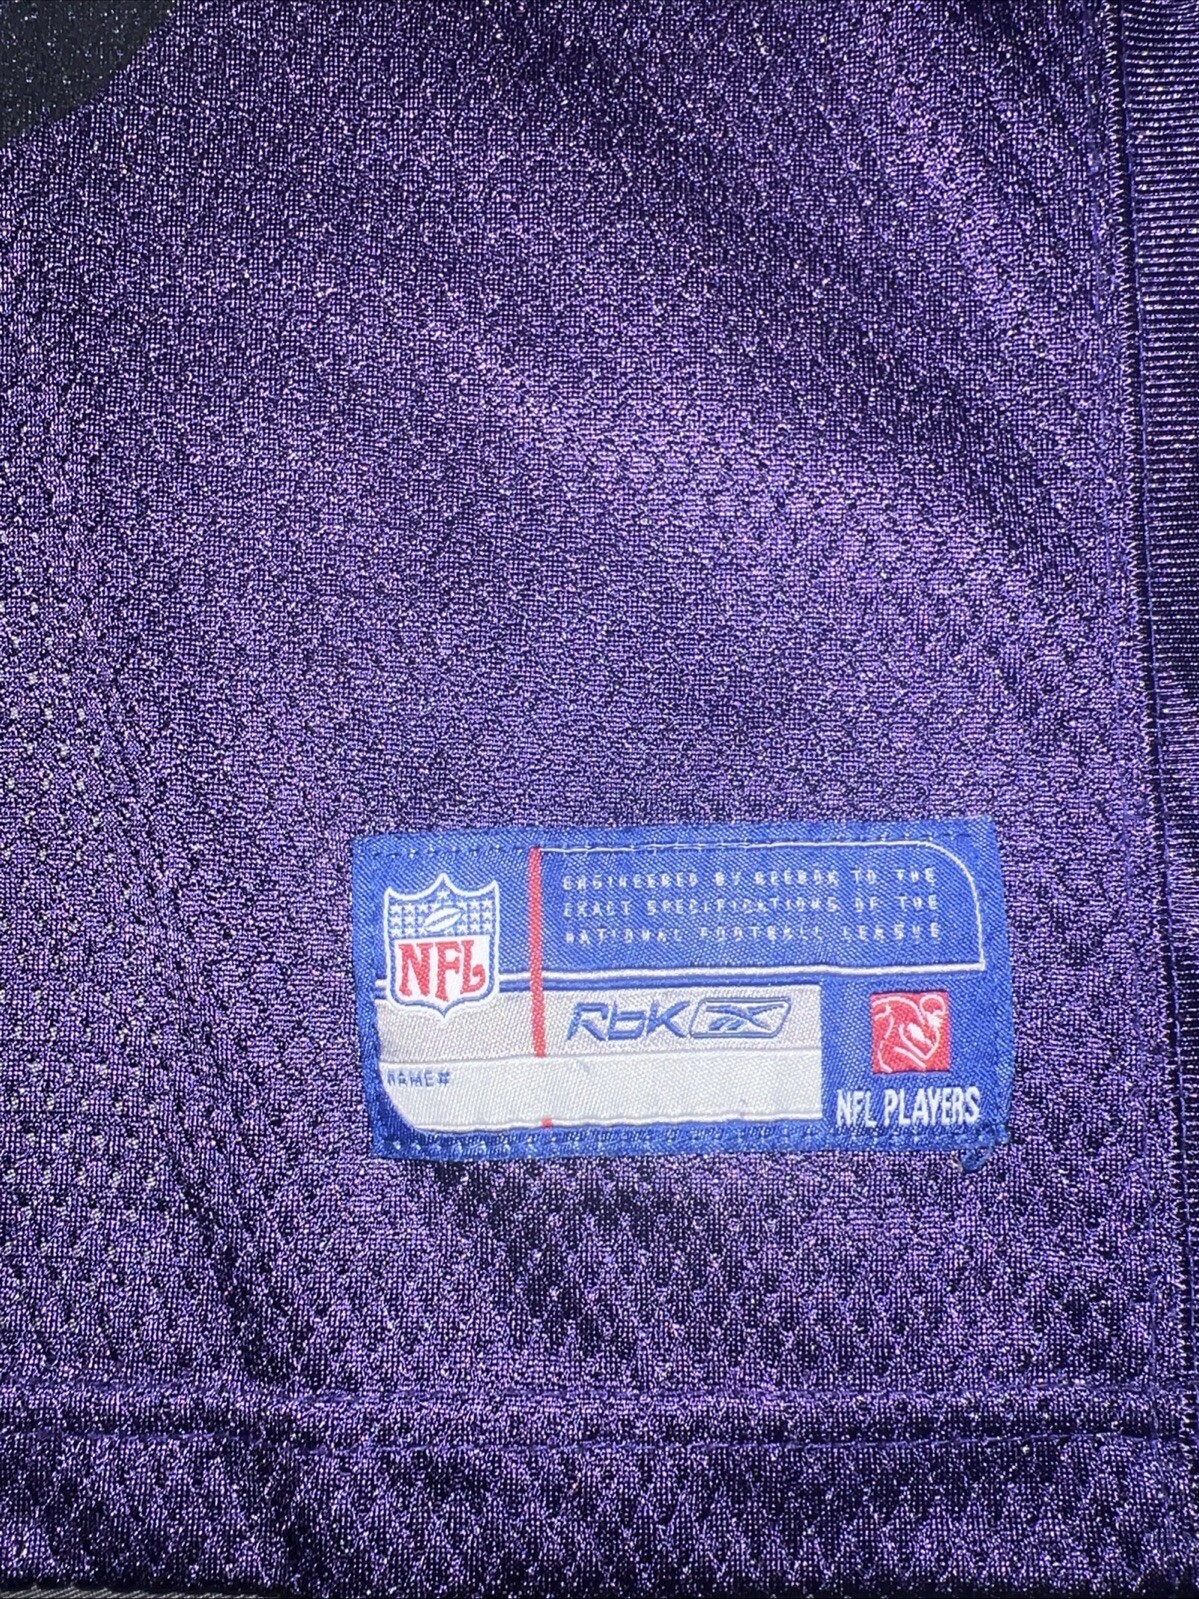 ENGINEERED BY REEBOK TO THE
EXACT SPECIFICATIONS OF THE
NATIONAL FOOTBALL LEAGUE
NFL
RbK
NAME#
NFL PLAYERS